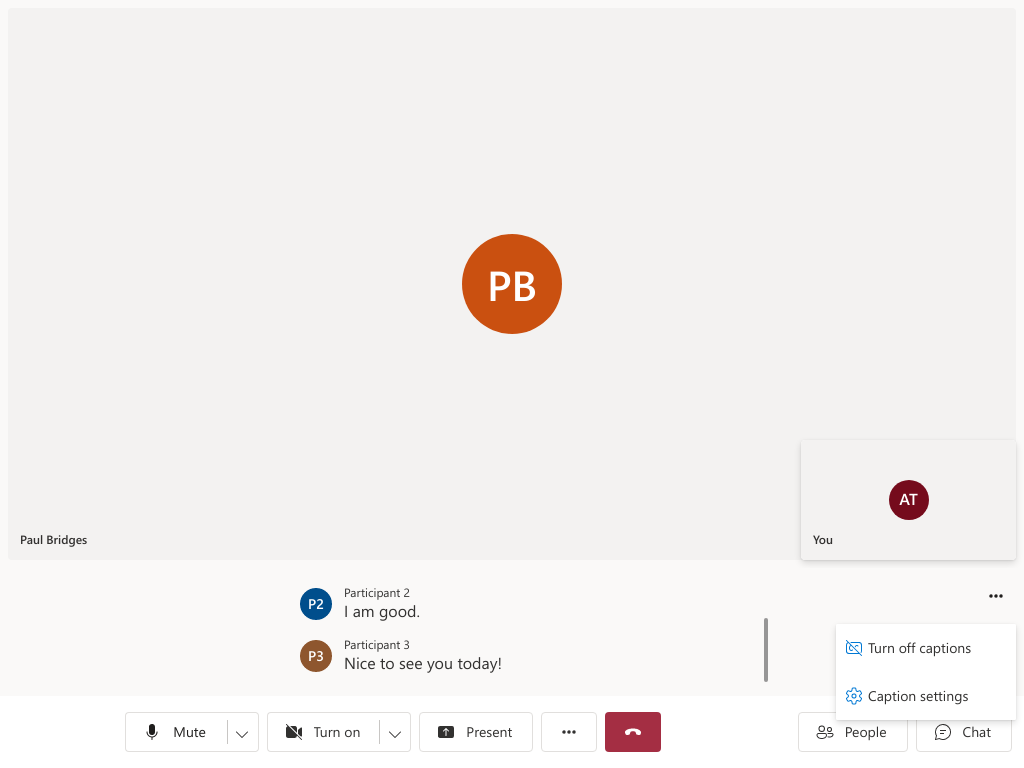 PB
AT
Paul Bridges
You
P2
Participant 2
I am good.
P3
Participant 3
Nice to see you today!
Turn off captions
Caption settings
Mute
Turn on
Present
People
Chat